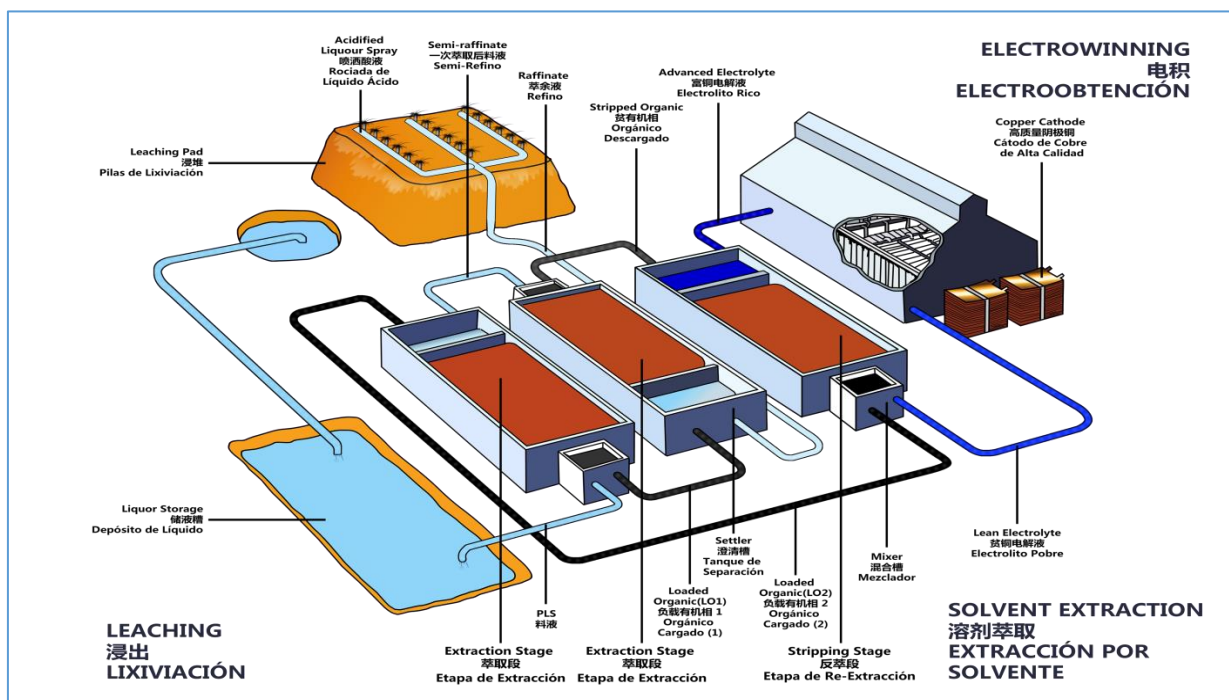 Acidified
Liquour Spray
喷洒酸液
Rociada de
Líquido Ácido
Semi-raffinate
一次萃取后料液
Semi-Refino
Raffinate
萃余液
Refino
Stripped Organic
贫有机相
Orgánico
Descargado
Advanced Electrolyte
富铜电解液
Electrolito Rico
ELECTROWINNING
电积
ELECTROOBTENCIÓN
Copper Cathode
高质量阴极铜
Cátodo de Cobre
de Alta Calidad
Leaching Pad
浸堆
Pilas de Lixiviación
Liquor Storage
储液槽
Depósito de Líquido
LEACHING
浸出
LIXIVIACIÓN
PLS
料液
Extraction Stage
萃取段
Etapa de Extracción
Loaded
Organic(LO1)
负载有机相 1
Orgánico
Cargado (1)
Extraction Stage
萃取段
Etapa de Extracción
Settler
澄清槽
Tanque de
Separación
Loaded
Organic(LO2)
负载有机相 2
Orgánico
Cargado (2)
Stripping Stage
反萃段
Etapa de Re-Extracción
Mixer
混合槽
Mezclador
Lean Electrolyte
贫铜电解液
Electrolito Pobre
SOLVENT EXTRACTION
溶剂萃取
EXTRACCIÓN POR
SOLVENTE